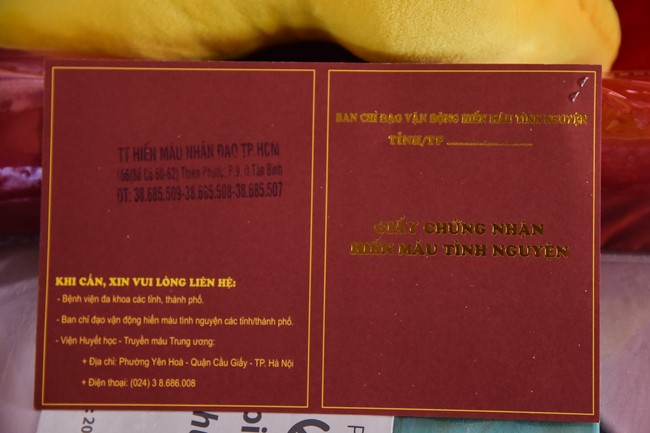 TT HIẾN MÁU NHÂN ĐẠO TP.HCM
Thiên Phước, P.9, Q.Tân Bình
ĐT: 38.685.509-38.685.508-38.685.507
KHI CẦN, XIN VUI LÒNG LIÊN HỆ:
- Bệnh viện đa khoa các tỉnh, thành phố.
- Ban chỉ đạo vận động hiến máu tình nguyện các tỉnh/thành phố.
- Viện Huyết học - Truyền máu Trung ương:
+ Địa chỉ: Phường Yên Hoà - Quận Cầu Giấy - TP. Hà Nội
+ Điện thoại: (024) 3 8.686.008
BAN CHỈ ĐẠO VẬN ĐỘNG HIẾN MÁU TÌNH NGUYỆN
TỈNH/TP
GIẤY CHỨNG NHẬN
HIẾN MÁU TÌNH NGUYỆN